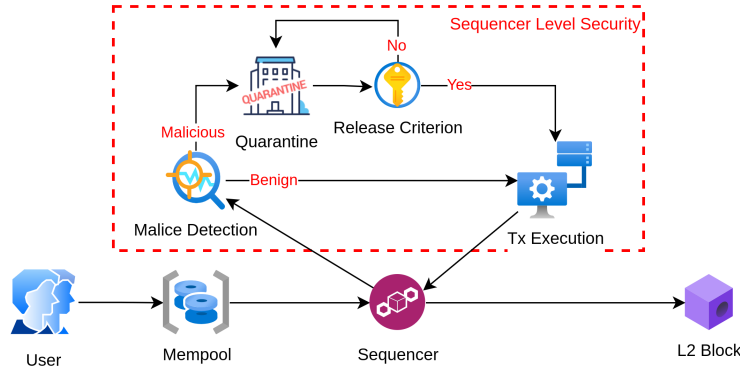 Sequencer Level Security
No
QUARANTINE
Yes
Release Criterion
Malicious
Quarantine
Benign
Malice Detection
Tx Execution
User
Mempool
Sequencer
L2 Block